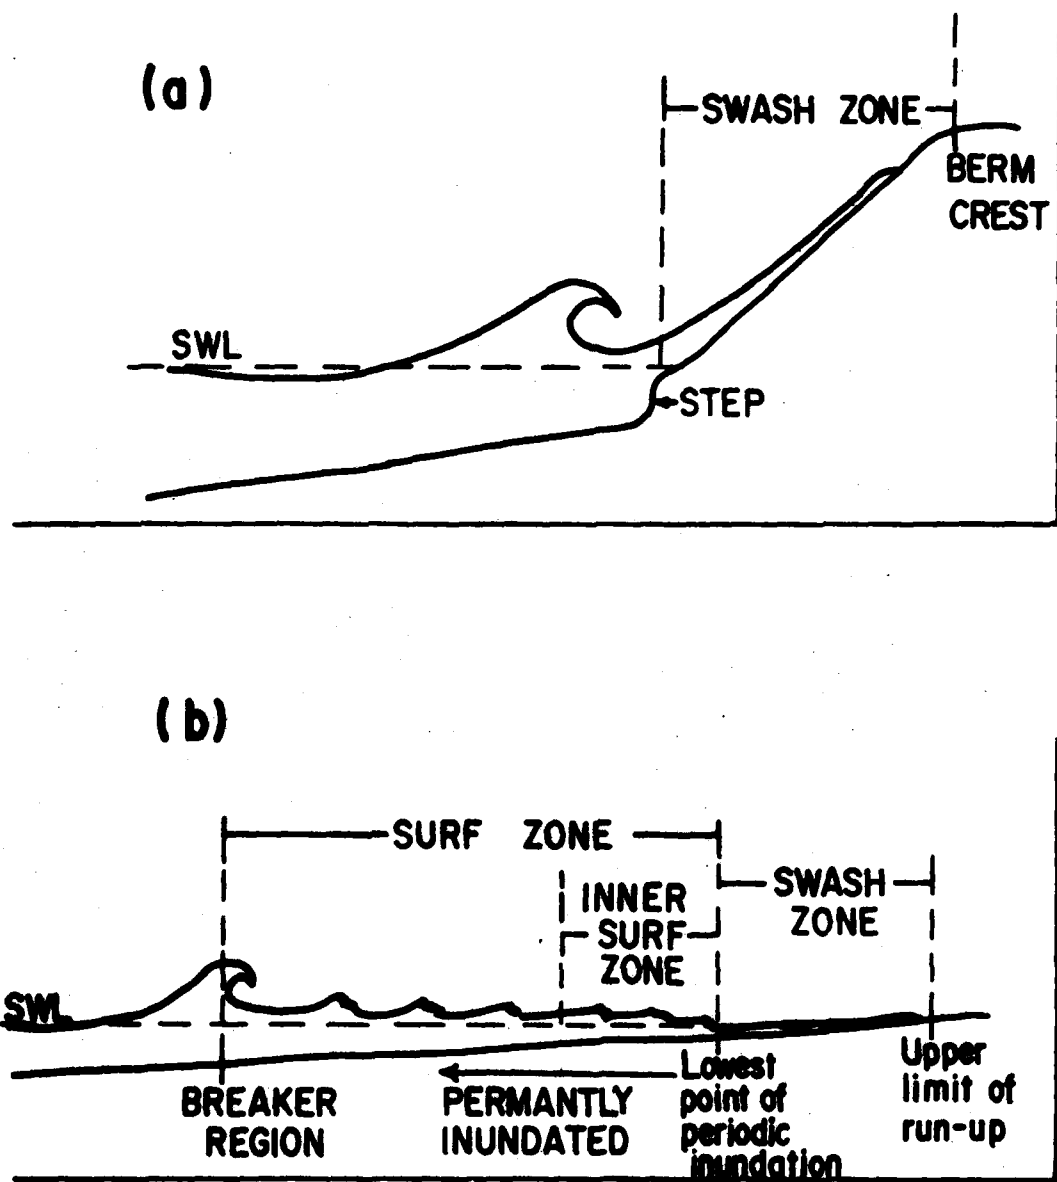 (a)
SWASH ZONE
BERM
CREST
SWL
STEP
(b)
SURF ZONE
INNER
SURF
ZONE
SWASH
ZONE
SWL
BREAKER
REGION
PERMANTLY
INUNDATED
Lowest
point of
periodic
inundation
Upper
limit of
run-up